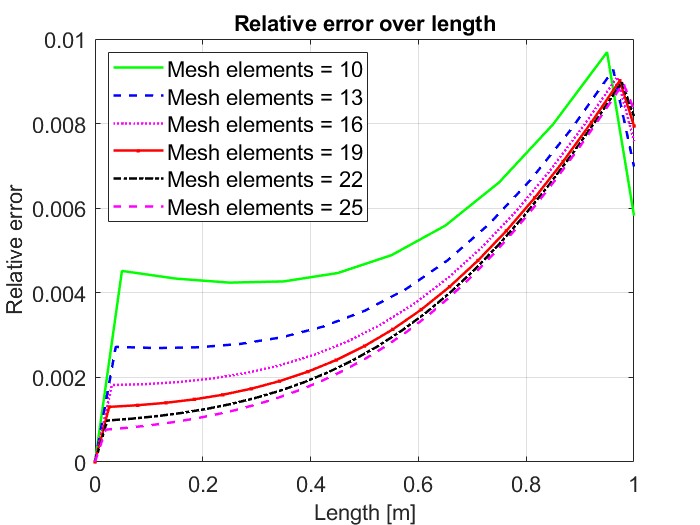 Relative error over length
0.01
0.008
0.006
0.004
0.002
0
Relative error
Mesh elements = 10
Mesh elements = 13
Mesh elements = 16
Mesh elements = 19
Mesh elements = 22
Mesh elements = 25
0 0.2 0.4 0.6 0.8 1
Length [m]